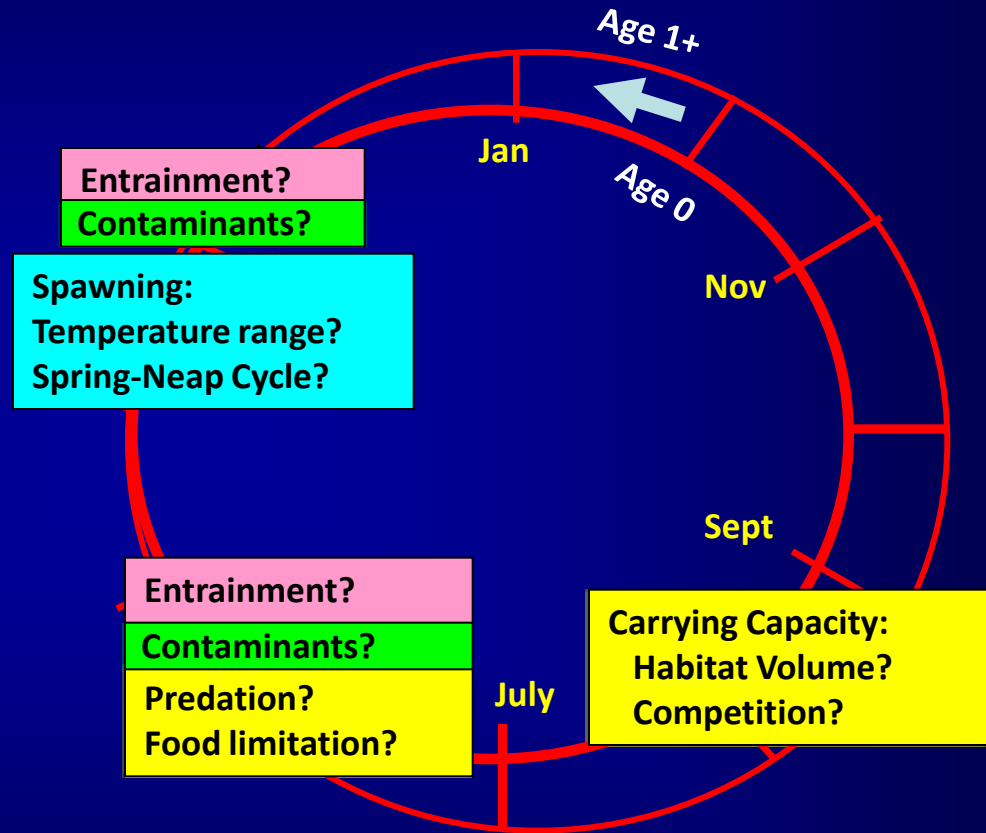 Age 1+
Jan
Age 0
Entrainment?
Contaminants?
Spawning:
Temperature range?
Spring-Neap Cycle?
Nov
Sept
Entrainment?
Contaminants?
Predation?
Food limitation?
July
Carrying Capacity:
Habitat Volume?
Competition?